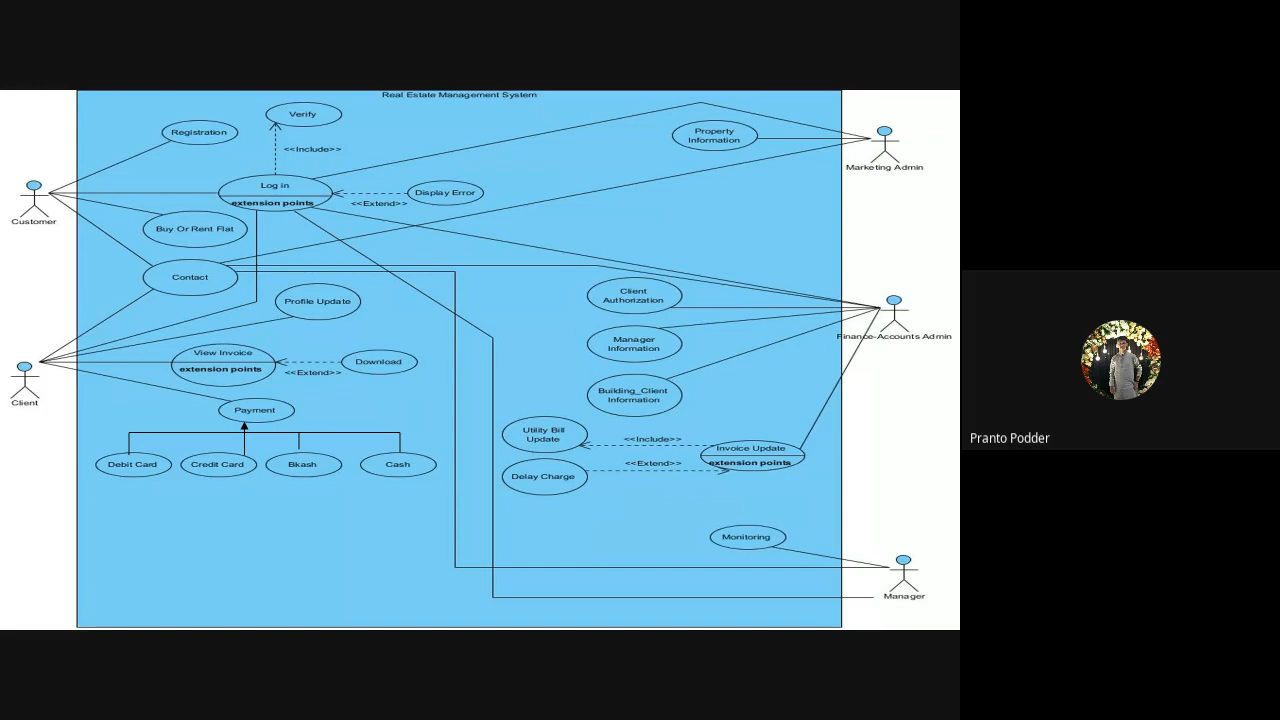 Real Estate Management System
Verify
Registration
Property
Information
<<Include>>
Marketing Admin
Log in
Display Error
extension points
<<Extend>>
Customer
Buy Or Rent Flat
Contact
Client
Authorization
Profile Update
Manager
Information
Finance-Accounts Admin
View Invoice
extension points
Download
<<Extend>>
Client
Building_Client
Information
Payment
Utility Bill
Update
<<Include>>
Invoice Update
extension points
Pranto Podder
Debit Card
Credit Card
Bkash
Cash
<<Extend>>
Delay Charge
Monitoring
Manager